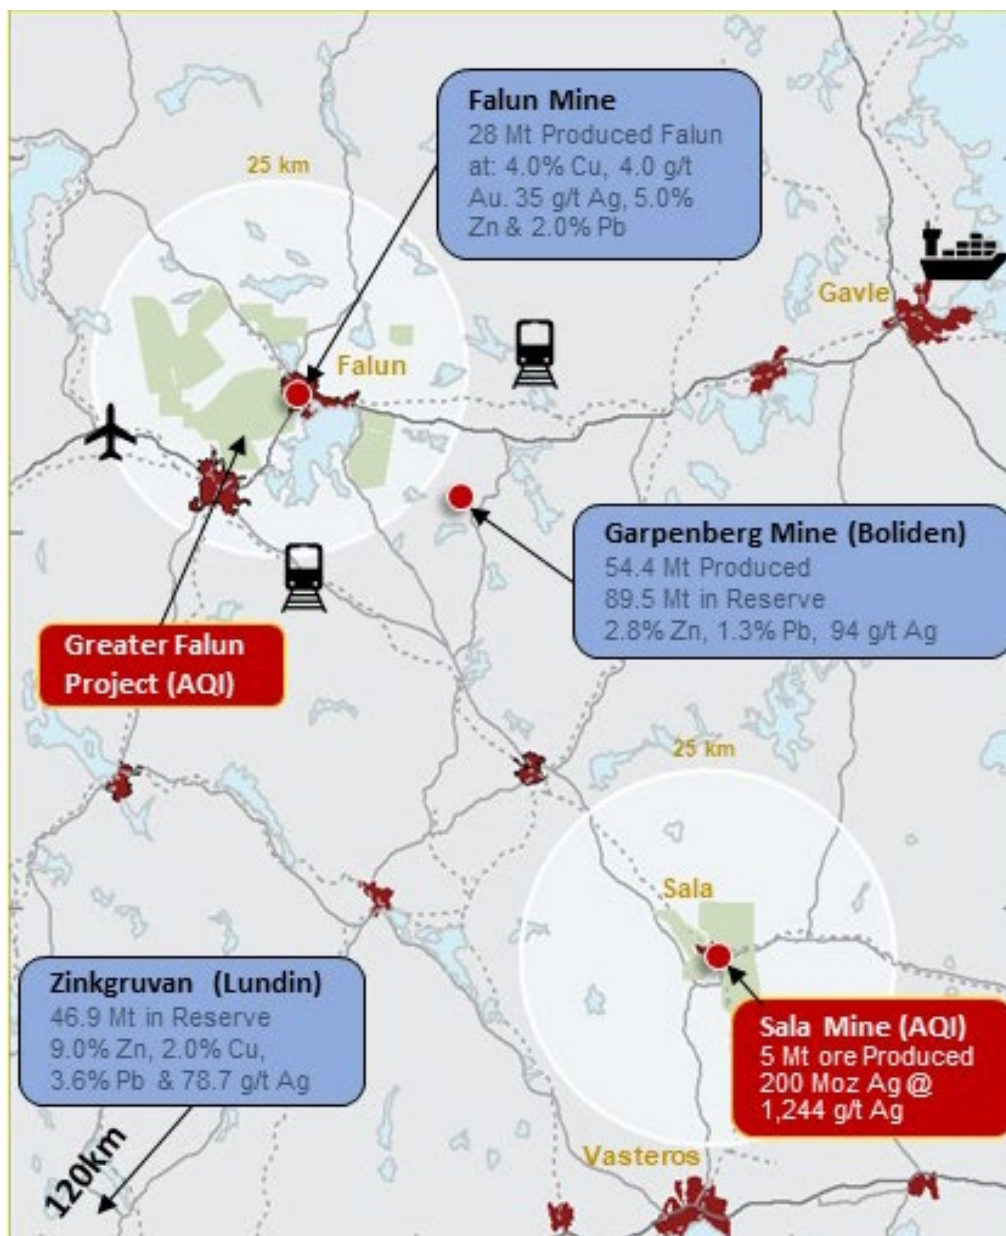 Falun Mine
28 Mt Produced Falun
at: 4.0% Cu, 4.0 g/t
Au. 35 g/t Ag, 5.0%
Zn & 2.0% Pb
25 km
Gavle
Falun
Garpenberg Mine (Boliden)
54.4 Mt Produced
89.5 Mt in Reserve
2.8% Zn, 1.3% Pb, 94 g/t Ag
Greater Falun
Project (AQI)
25 km
Sala
Zinkgruvan (Lundin)
46.9 Mt in Reserve
9.0% Zn, 2.0% Cu,
3.6% Pb & 78.7 g/t Ag
Sala Mine (AQI)
5 Mt ore Produced
200 Moz Ag @
1,244 g/t Ag
120km
Vasteros